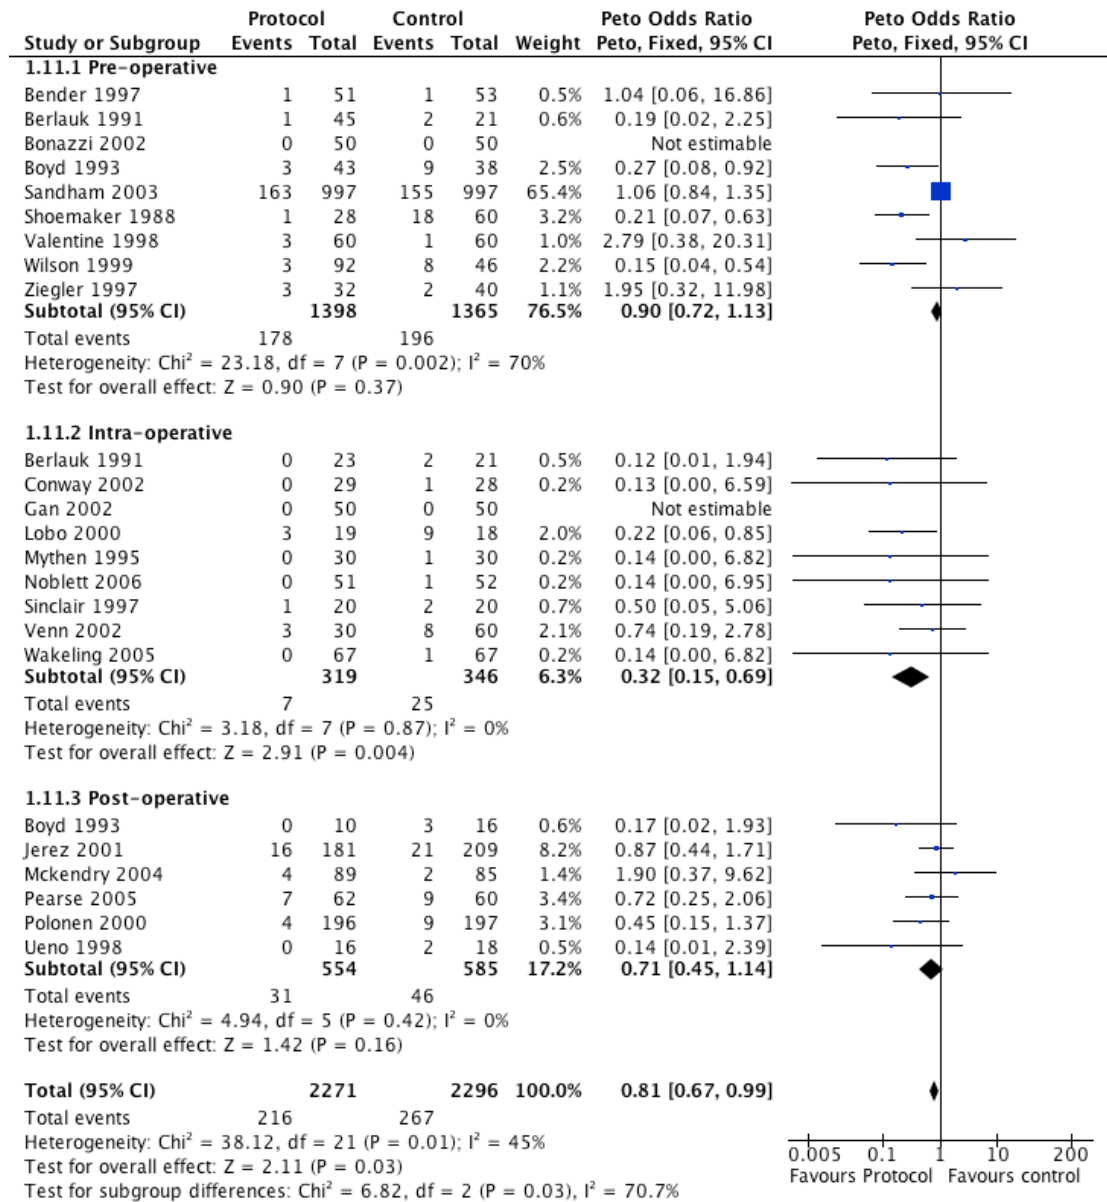 Protocol Control Peto Odds Ratio Peto Odds Ratio
Study or Subgroup Events Total Events Total Weight Peto, Fixed, 95% CI Peto, Fixed, 95% CI
1.11.1 Pre-operative
Bender 1997 1 51 1 53 0.5% 1.04 [0.06, 16.86]
Berlauk 1991 1 45 2 21 0.6% 0.19 [0.02, 2.25]
Bonazzi 2002 0 50 0 50 Not estimable
Boyd 1993 3 43 9 38 2.5% 0.27 [0.08, 0.92]
Sandham 2003 163 997 155 997 65.4% 1.06 [0.84, 1.35]
Shoemaker 1988 1 28 18 60 3.2% 0.21 [0.07, 0.63]
Valentine 1998 3 60 1 60 1.0% 2.79 [0.38, 20.31]
Wilson 1999 3 92 8 46 2.2% 0.15 [0.04, 0.54]
Ziegler 1997 3 32 2 40 1.1% 1.95 [0.32, 11.98]
Subtotal (95% CI) 1398 1365 76.5% 0.90 [0.72, 1.13]
Total events 178 196
Heterogeneity: Chi² = 23.18, df = 7 (P = 0.002); I² = 70%
Test for overall effect: Z = 0.90 (P = 0.37)
1.11.2 Intra-operative
Berlauk 1991 0 23 2 21 0.5% 0.12 [0.01, 1.94]
Conway 2002 0 29 1 28 0.2% 0.13 [0.00, 6.59]
Gan 2002 0 50 0 50 Not estimable
Lobo 2000 3 19 9 18 2.0% 0.22 [0.06, 0.85]
Mythen 1995 0 30 1 30 0.2% 0.14 [0.00, 6.82]
Noblett 2006 0 51 1 52 0.2% 0.14 [0.00, 6.95]
Sinclair 1997 1 20 2 20 0.7% 0.50 [0.05, 5.06]
Venn 2002 3 30 8 60 2.1% 0.74 [0.19, 2.78]
Wakeling 2005 0 67 1 67 0.2% 0.14 [0.00, 6.82]
Subtotal (95% CI) 319 346 6.3% 0.32 [0.15, 0.69]
Total events 7 25
Heterogeneity: Chi² = 3.18, df = 7 (P = 0.87); I² = 0%
Test for overall effect: Z = 2.91 (P = 0.004)
1.11.3 Post-operative
Boyd 1993 0 10 3 16 0.6% 0.17 [0.02, 1.93]
Jerez 2001 16 181 21 209 8.2% 0.87 [0.44, 1.71]
Mckendry 2004 4 89 2 85 1.4% 1.90 [0.37, 9.62]
Pearse 2005 7 62 9 60 3.4% 0.72 [0.25, 2.06]
Polonen 2000 4 196 9 197 3.1% 0.45 [0.15, 1.37]
Ueno 1998 0 16 2 18 0.5% 0.14 [0.01, 2.39]
Subtotal (95% CI) 554 585 17.2% 0.71 [0.45, 1.14]
Total events 31 46
Heterogeneity: Chi² = 4.94, df = 5 (P = 0.42); I² = 0%
Test for overall effect: Z = 1.42 (P = 0.16)
Total (95% CI) 2271 2296 100.0% 0.81 [0.67, 0.99]
Total events 216 267
Heterogeneity: Chi² = 38.12, df = 21 (P = 0.01); I² = 45%
Test for overall effect: Z = 2.11 (P = 0.03)
Test for subgroup differences: Chi² = 6.82, df = 2 (P = 0.03), I² = 70.7%
0.005 0.1 1 10 200
Favours Protocol Favours control